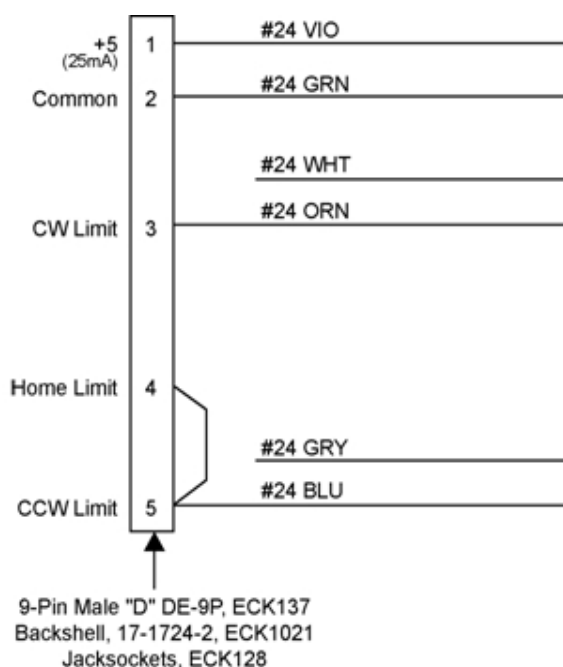 +5 1 #24 VIO
(25mA)
Common 2 #24 GRN
#24 WHT
CW Limit 3 #24 ORN
Home Limit 4
#24 GRY
CCW Limit 5 #24 BLU
9-Pin Male "D" DE-9P, ECK137
Backshell, 17-1724-2, ECK1021
Jacksockets, ECK128